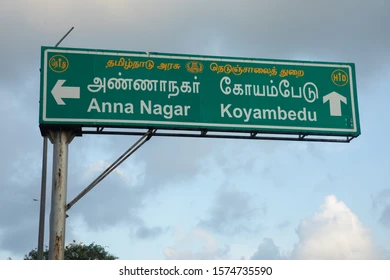 தமிழ்நாடு அரசு நெடுஞ்சாலைத் துறை
அண்ணாநகர் கோயம்பேடு
Anna Nagar Koyambedu
shutterstock.com · 1574735590